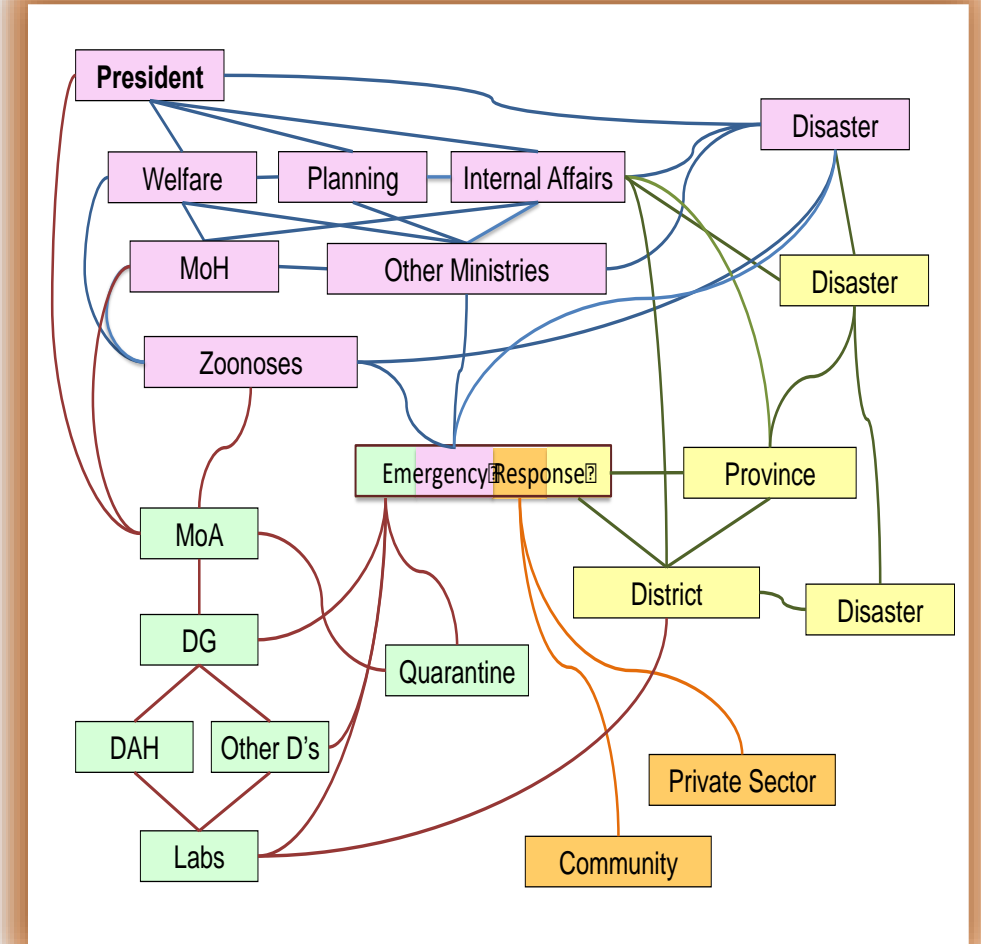 President
Disaster
Welfare
Planning
Internal Affairs
MoH
Other Ministries
Disaster
Zoonoses
Emergency Response
Province
MoA
District
Disaster
DG
Quarantine
DAH
Other D's
Private Sector
Labs
Community